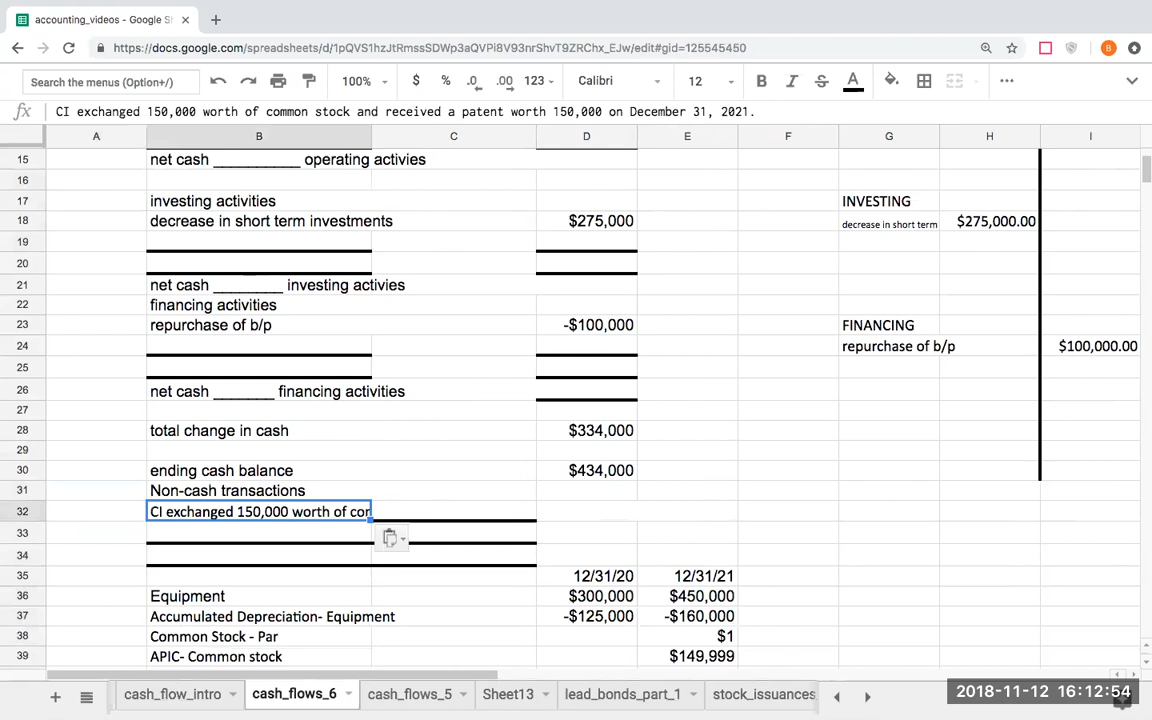 accounting_videos - Google S
https://docs.google.com/spreadsheets/d/1pQVS1hzJtRmssSDWp3aQVPi8V93nrShvT9ZRChx_EJw/edit#gid=125545450
B
Search the menus (Option+/)
100%
$ % .0 .00 123
Calibri
12
B I S A
fx CI exchanged 150,000 worth of common stock and received a patent worth 150,000 on December 31, 2021.
A B C D E F G H I
15 net cash __________ operating activies
16
17 investing activities INVESTING
18 decrease in short term investments $275,000 decrease in short term $275,000.00
19
20
21 net cash ________ investing activies
22 financing activities
23 repurchase of b/p -$100,000 FINANCING
24 repurchase of b/p $100,000.00
25
26 net cash _______ financing activities
27
28 total change in cash $334,000
29
30 ending cash balance $434,000
31 Non-cash transactions
32 CI exchanged 150,000 worth of cor
33
34
35 12/31/20 12/31/21
36 Equipment $300,000 $450,000
37 Accumulated Depreciation- Equipment -$125,000 -$160,000
38 Common Stock - Par $1
39 APIC- Common stock $149,999
cash_flow_intro cash_flows_6 cash_flows_5 Sheet13 lead_bonds_part_1 stock_issuances
2018-11-12 16:12:54